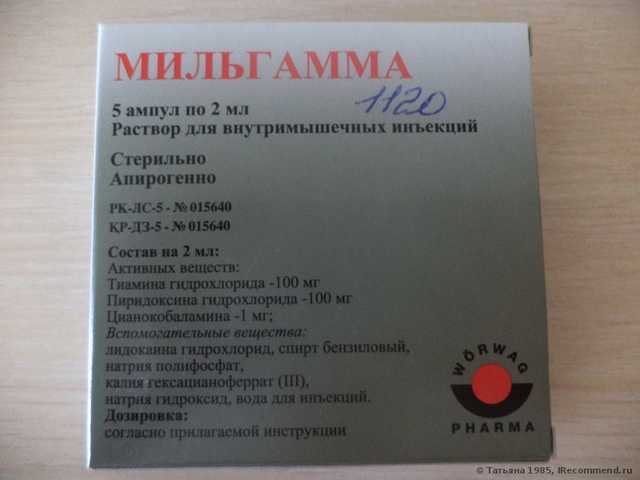 МИЛЬГАММА
5 ампул по 2 мл
1120
Раствор для внутримышечных инъекций
Стерильно
Апирогенно
РК-ЛС-5 - № 015640
ҚР-ДЗ-5 - № 015640
Состав на 2 мл:
Активных веществ:
Тиамина гидрохлорида -100 мг
Пиридоксина гидрохлорида -100 мг
Цианокобаламина -1 мг;
Вспомогательные вещества:
лидокаина гидрохлорид, спирт бензиловый,
натрия полифосфат,
калия гексацианоферрат (III),
натрия гидроксид, вода для инъекций.
Дозировка:
согласно прилагаемой инструкции
WÖRWAG
PHARMA
© Татьяна 1985, IRecommend.ru